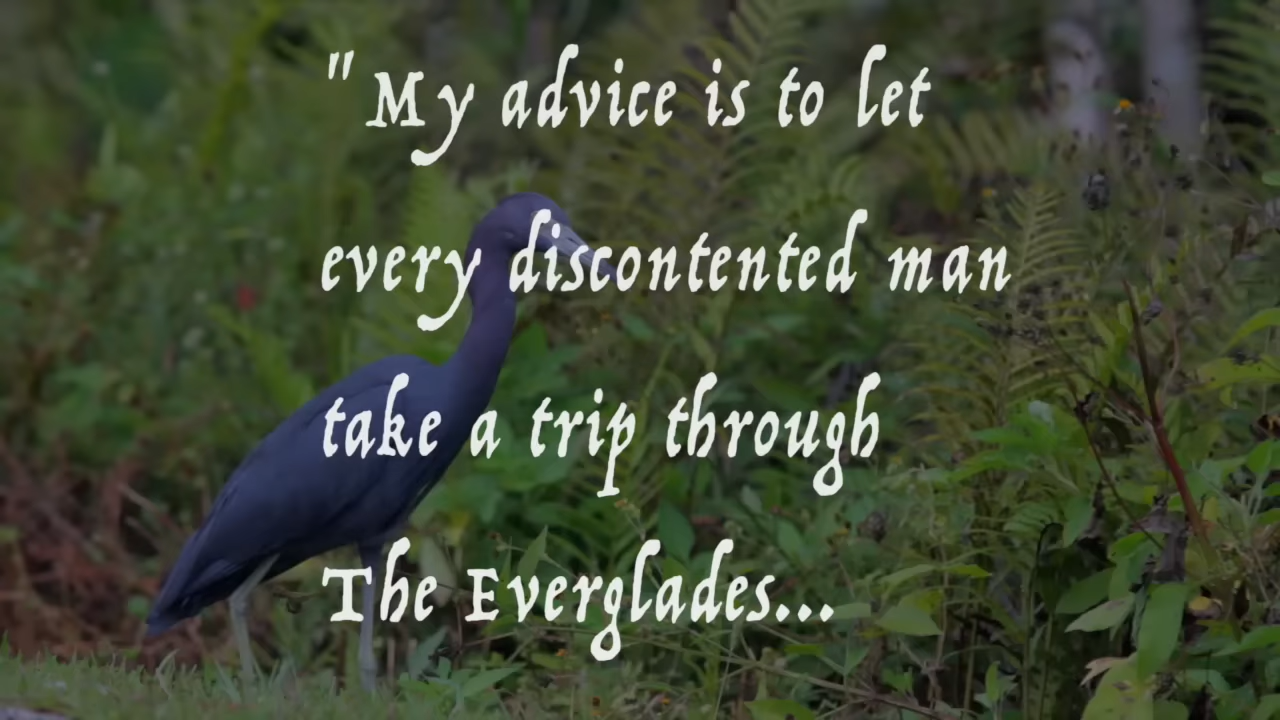 "My advice is to let
every discontented man
take a trip through
The Everglades...